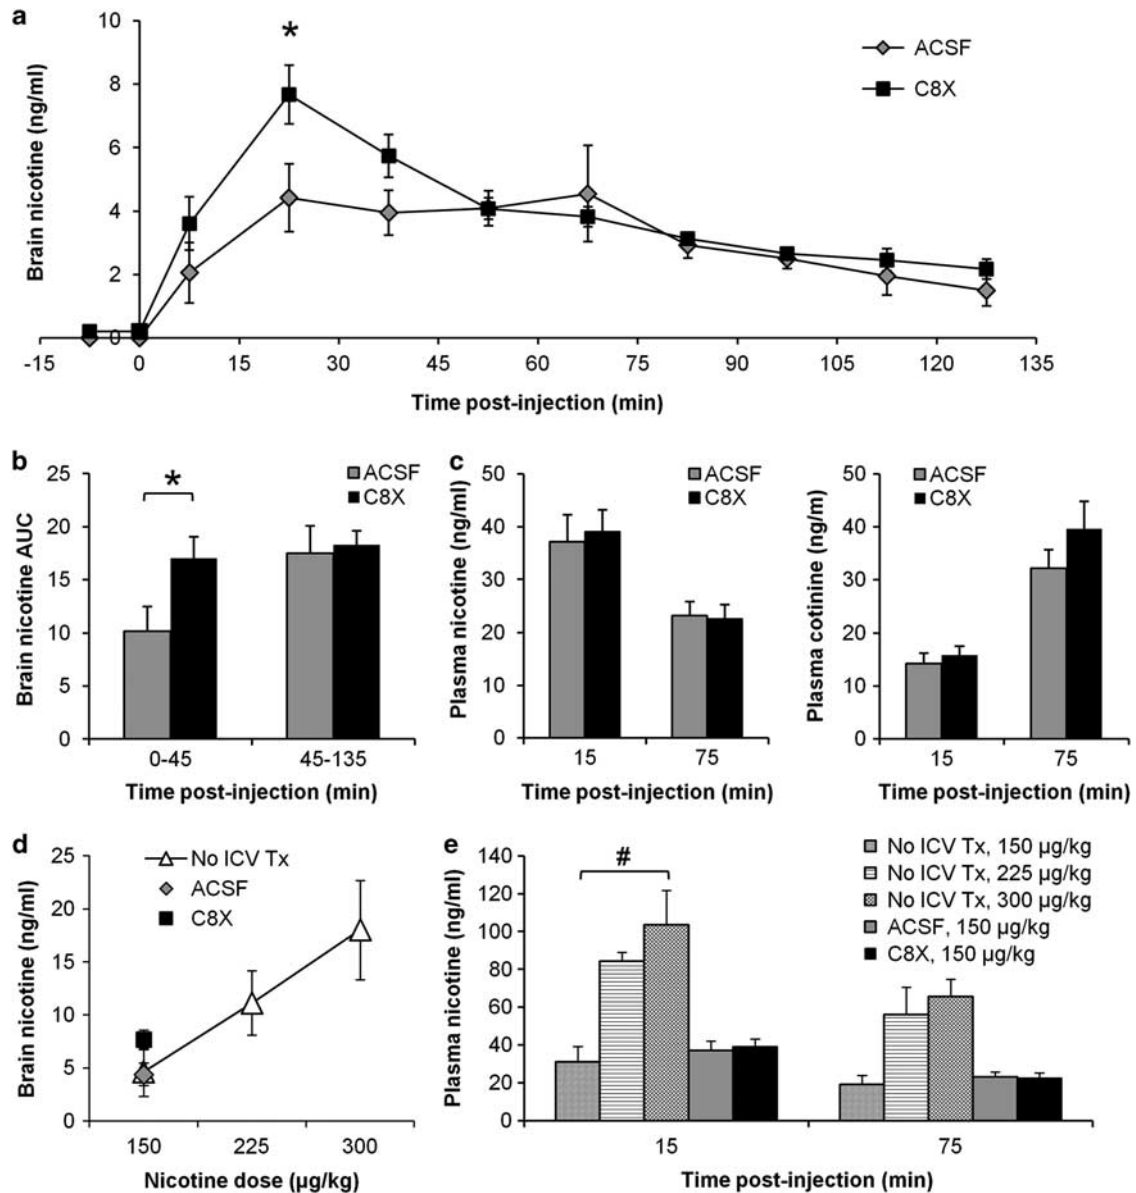 a
10
8
6
4
2
0
Brain nicotine (ng/ml)
*
ACSF
C8X
-15 0 15 30 45 60 75 90 105 120 135
Time post-injection (min)
b
25
20
15
10
5
0
Brain nicotine AUC
*
ACSF
C8X
0-45 45-135
Time post-injection (min)
c
50
40
30
20
10
0
Plasma nicotine (ng/ml)
ACSF
C8X
15 75
Time post-injection (min)
50
40
30
20
10
0
Plasma cotinine (ng/m)
ACSF
C8X
15 75
Time post-injection (min)
d
25
20
15
10
5
0
Brain nicotine (ng/ml)
No ICV Tx
ACSF
C8X
150 225 300
Nicotine dose (µg/kg)
e
140
120
100
80
60
40
20
0
Plasma nicotine (ng/ml)
#
No ICV Tx, 150 µg/kg
No ICV Tx, 225 µg/kg
No ICV Tx, 300 µg/kg
ACSF, 150 µg/kg
C8X, 150 µg/kg
15 75
Time post-injection (min)